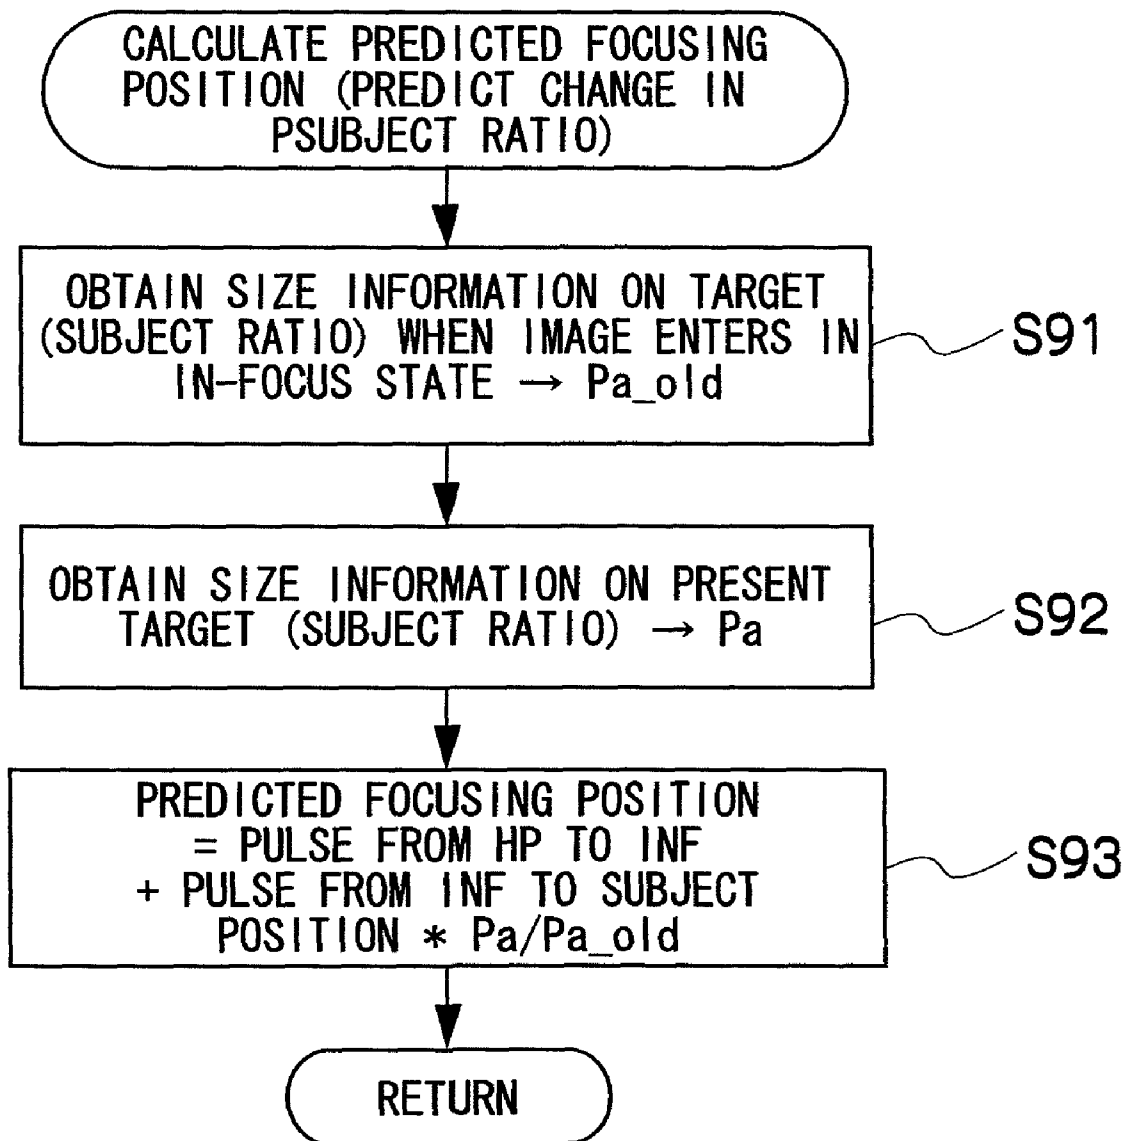 CALCULATE PREDICTED FOCUSING
POSITION (PREDICT CHANGE IN
PSUBJECT RATIO)
OBTAIN SIZE INFORMATION ON TARGET
(SUBJECT RATIO) WHEN IMAGE ENTERS IN
IN-FOCUS STATE → Pa_old
S91
OBTAIN SIZE INFORMATION ON PRESENT
TARGET (SUBJECT RATIO) → Pa
S92
PREDICTED FOCUSING POSITION
= PULSE FROM HP TO INF
+ PULSE FROM INF TO SUBJECT
POSITION * Pa/Pa_old
S93
RETURN